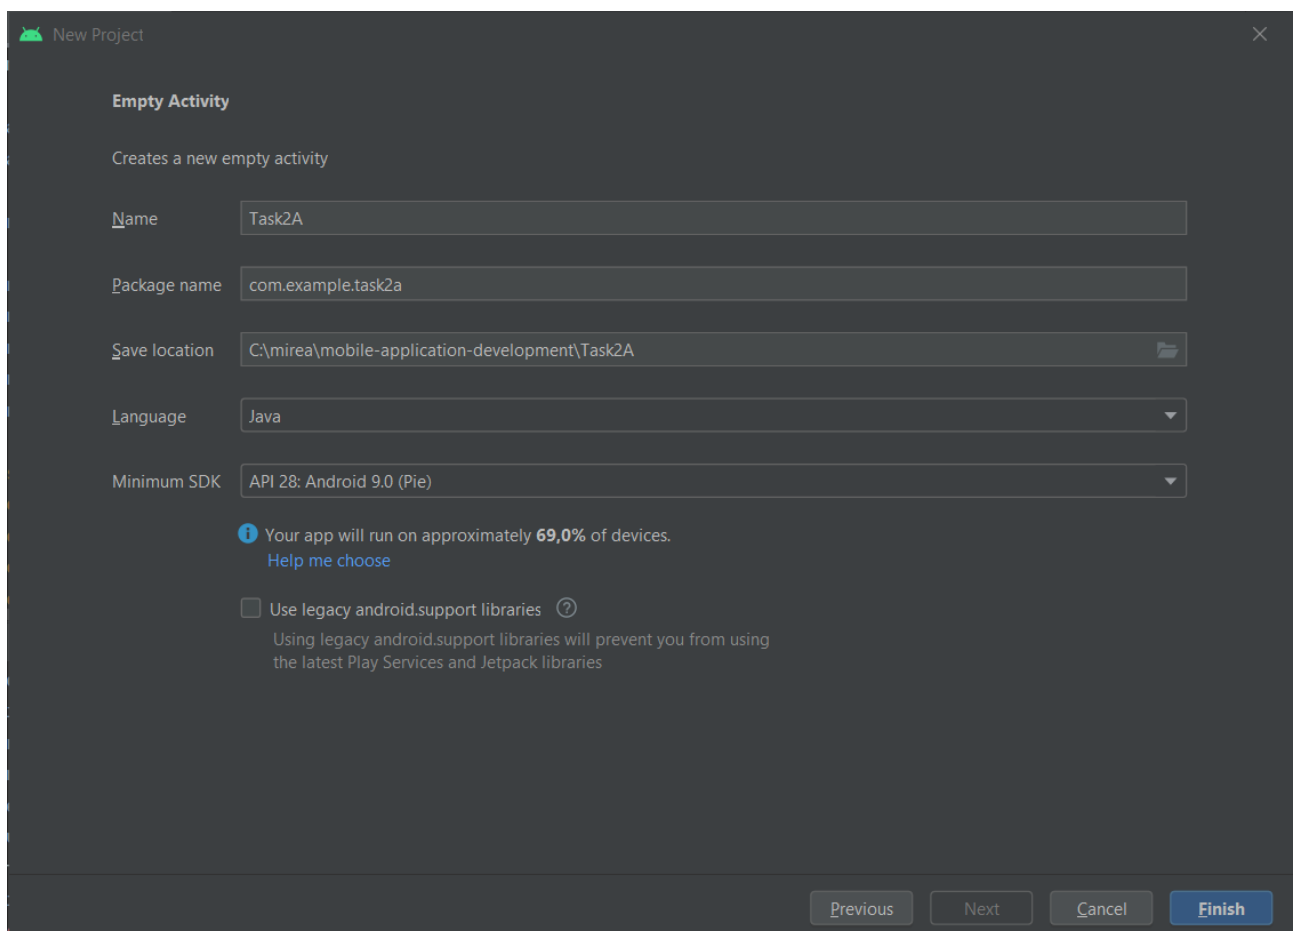 New Project
Empty Activity
Creates a new empty activity
Name Task2A
Package name com.example.task2a
Save location C:\mirea\mobile-application-development\Task2A
Language Java
Minimum SDK API 28: Android 9.0 (Pie)
Your app will run on approximately 69,0% of devices.
Help me choose
Use legacy android.support libraries ?
Using legacy android.support libraries will prevent you from using
the latest Play Services and Jetpack libraries
Previous Next Cancel Finish